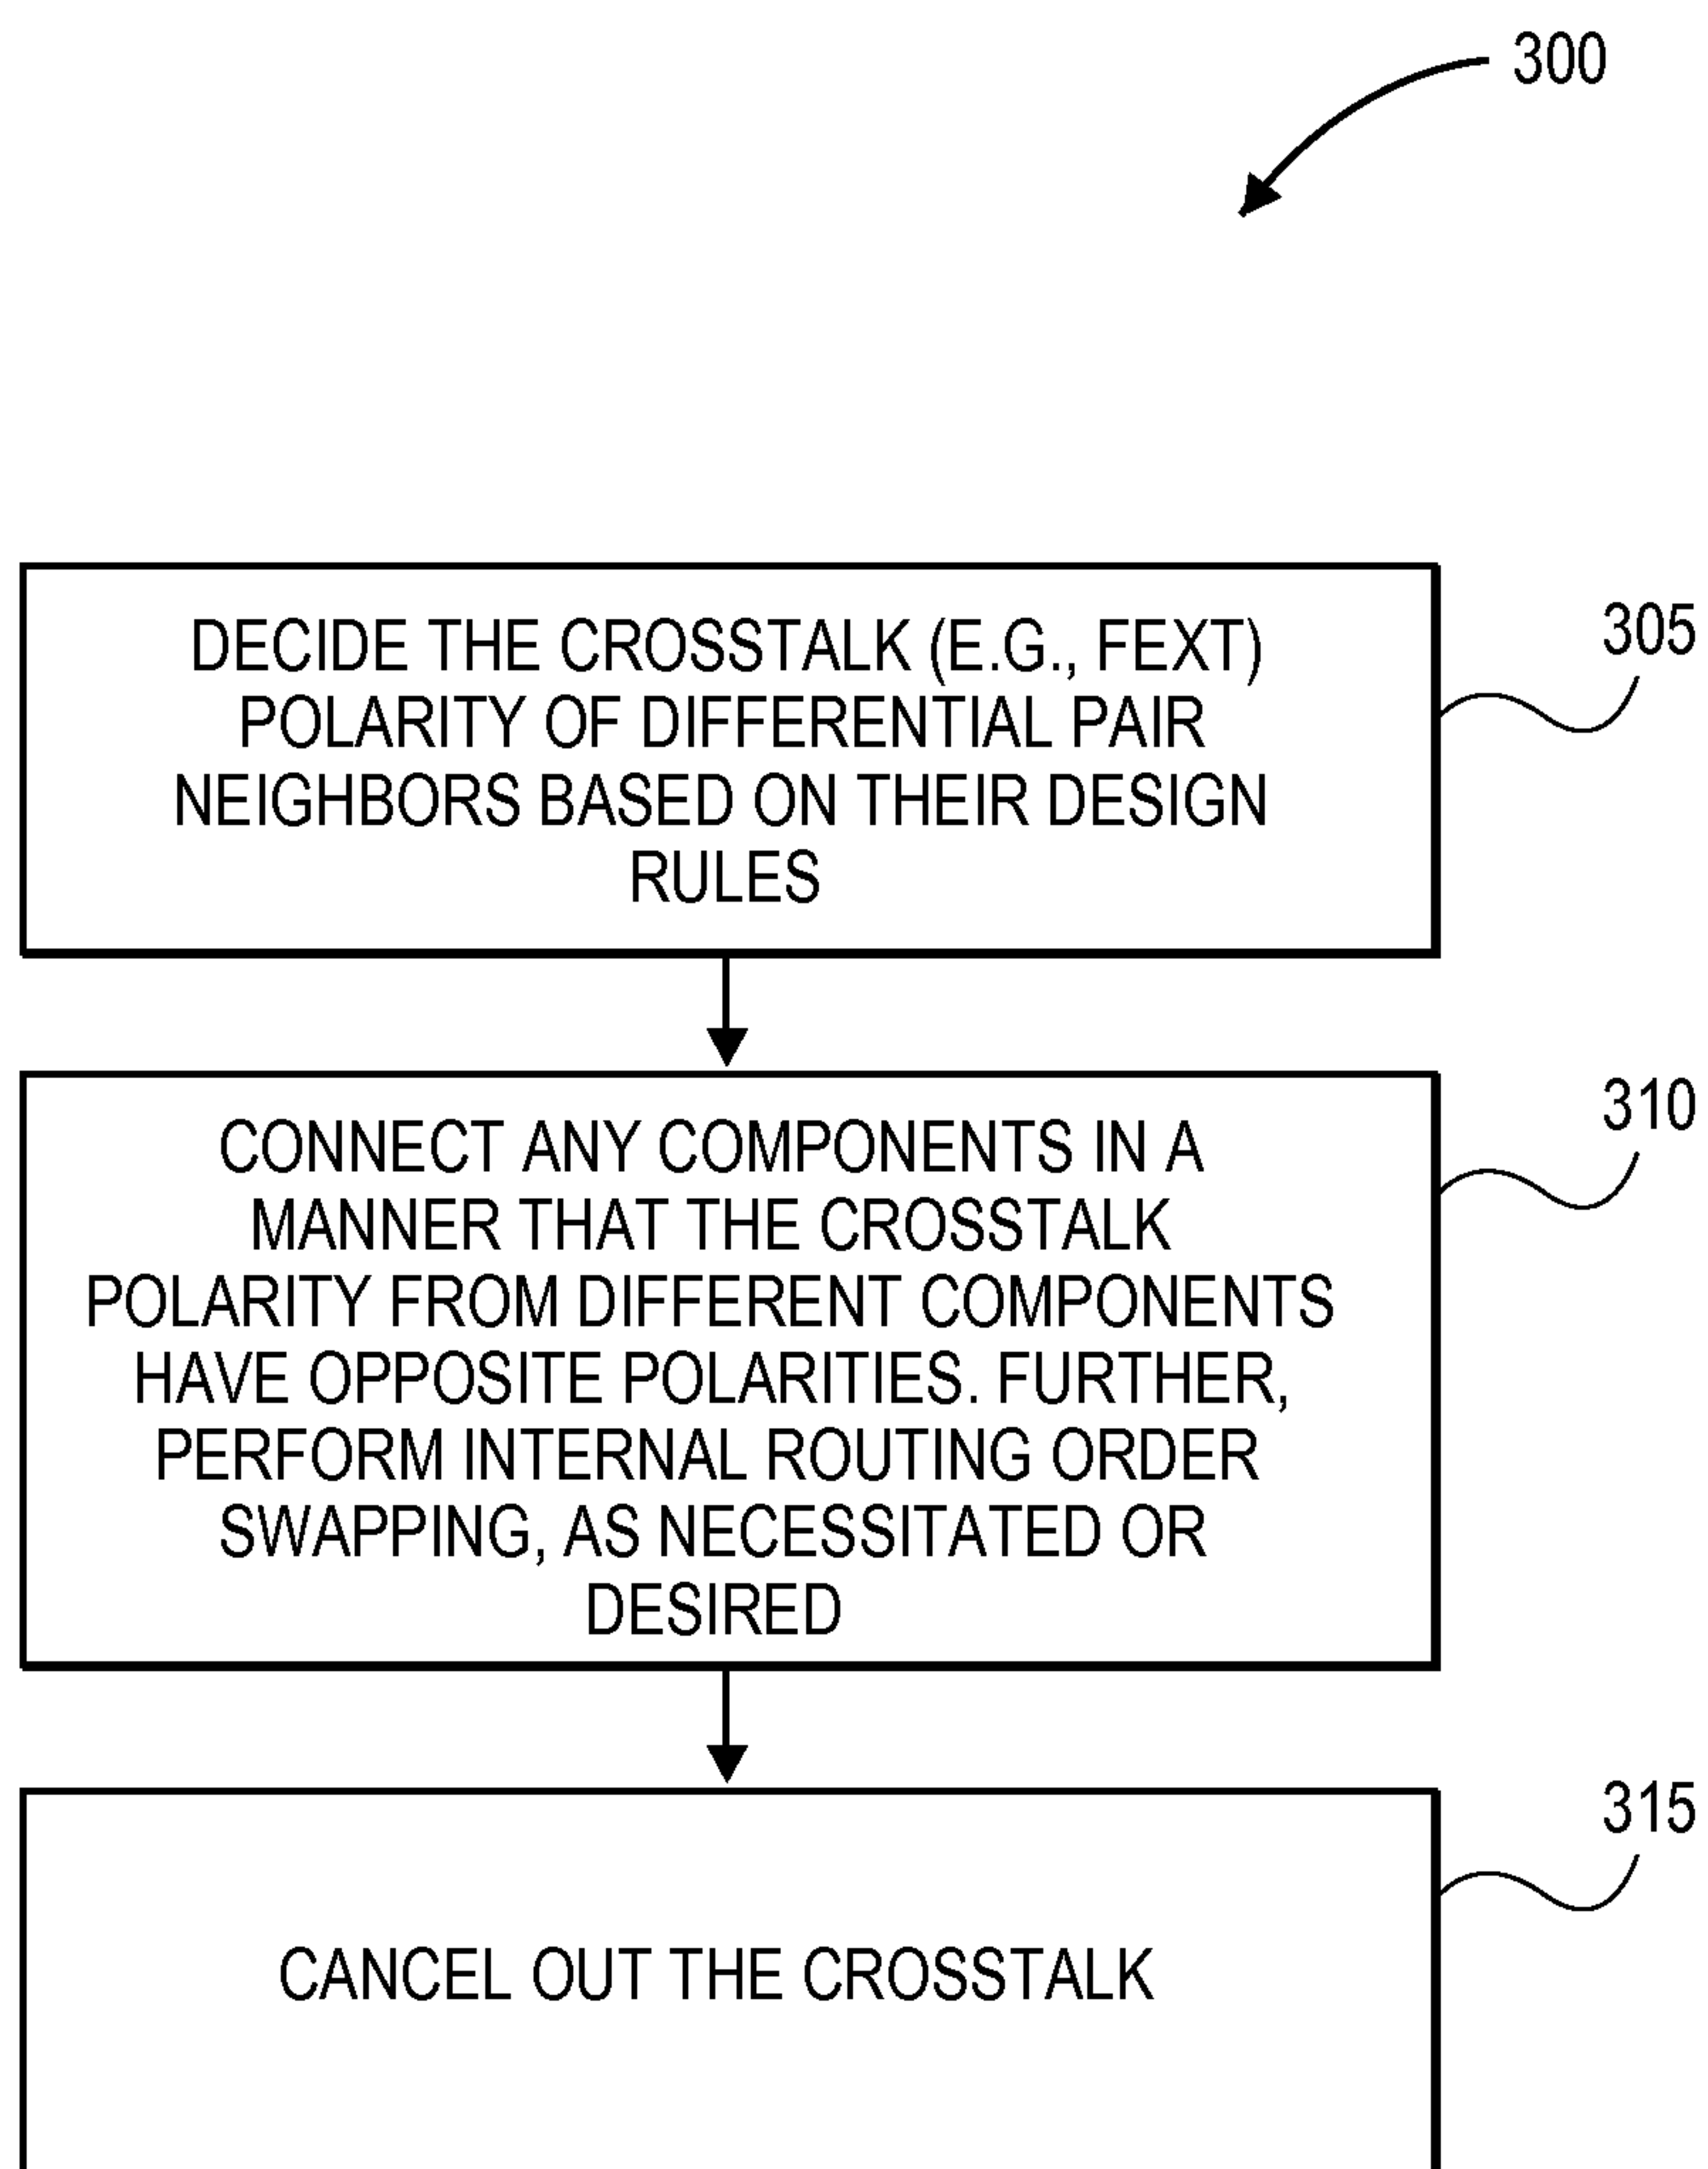 300
DECIDE THE CROSSTALK (E.G., FEXT)
POLARITY OF DIFFERENTIAL PAIR
NEIGHBORS BASED ON THEIR DESIGN
RULES
305
CONNECT ANY COMPONENTS IN A
MANNER THAT THE CROSSTALK
POLARITY FROM DIFFERENT COMPONENTS
HAVE OPPOSITE POLARITIES. FURTHER,
PERFORM INTERNAL ROUTING ORDER
SWAPPING, AS NECESSITATED OR
DESIRED
310
CANCEL OUT THE CROSSTALK
315